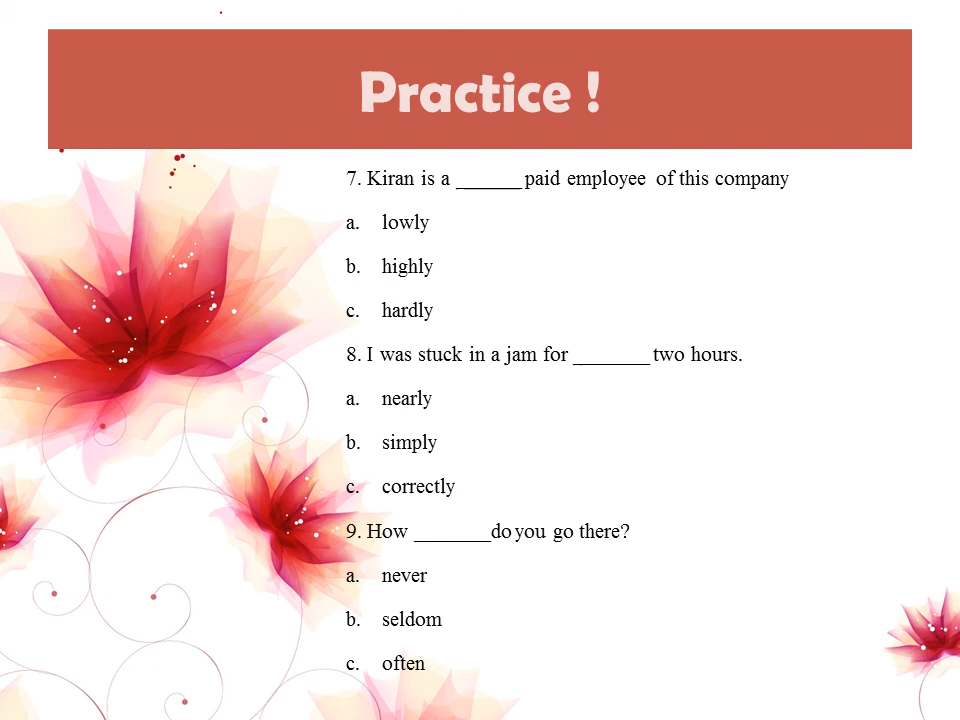 Practice !
7. Kiran is a _______ paid employee of this company
a. lowly
b. highly
c. hardly
8. I was stuck in a jam for ________ two hours.
a. nearly
b. simply
c. correctly
9. How ________do you go there?
a. never
b. seldom
c. often